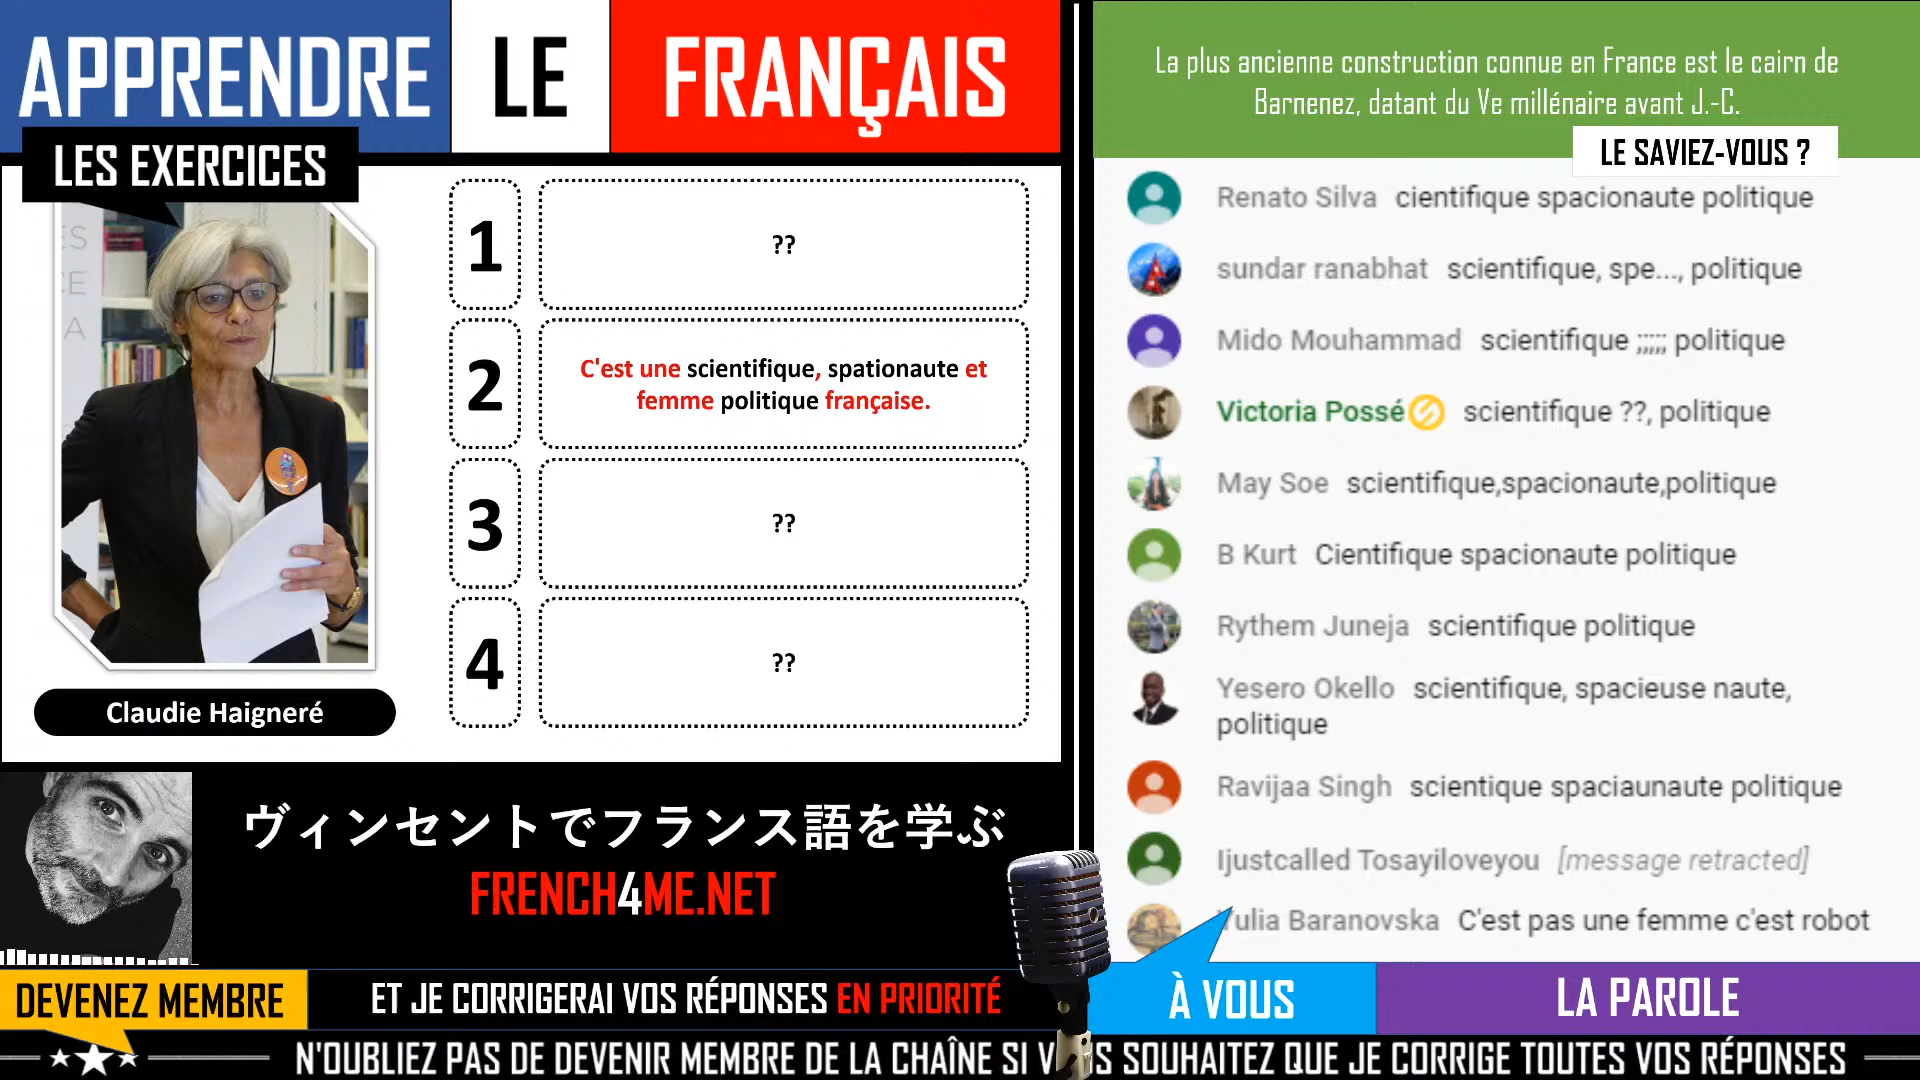 APPRENDRE LE FRANÇAIS
LES EXERCICES
1
??
2
C'est une scientifique, spationaute et
femme politique française.
3
??
4
??
Claudie Haigneré
ヴィンセントでフランス語を学ぶ
FRENCH4ME.NET
DEVENEZ MEMBRE
ET JE CORRIGERAI VOS RÉPONSES EN PRIORITÉ
La plus ancienne construction connue en France est le cairn de
Barnenez, datant du Ve millénaire avant J.-C.
LE SAVIEZ-VOUS ?
Renato Silva cientifique spacionaute politique
sundar ranabhat scientifique, spe..., politique
Mido Mouhammad scientifique ;;;;; politique
Victoria Possé scientifique ??, politique
May Soe scientifique,spacionaute,politique
B Kurt Cientifique spacionaute politique
Rythem Juneja scientifique politique
Yesero Okello scientifique, spacieuse naute,
politique
Ravijaa Singh scientique spaciaunaute politique
Ijustcalled Tosayiloveyou [message retracted]
Yulia Baranovska C'est pas une femme c'est robot
À VOUS
LA PAROLE
N'OUBLIEZ PAS DE DEVENIR MEMBRE DE LA CHAÎNE SI SOUHAITEZ QUE JE CORRIGE TOUTES VOS RÉPONSES